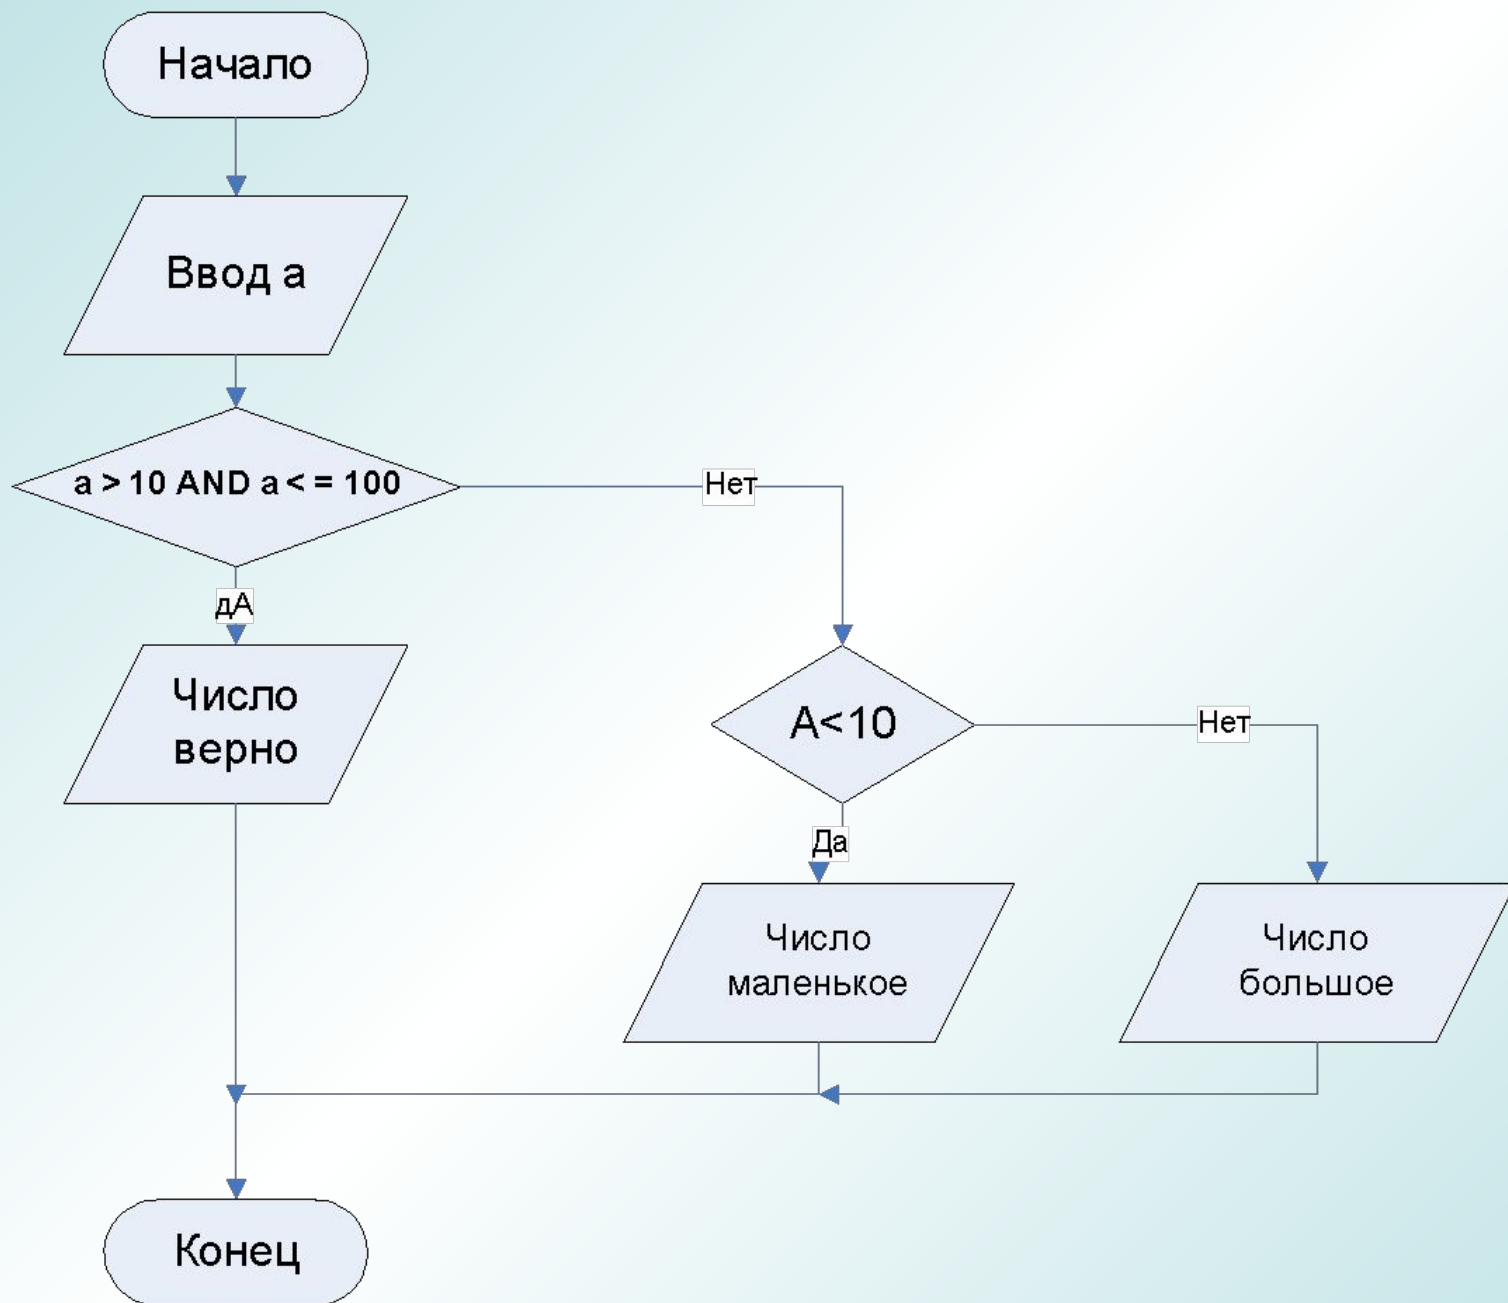 Начало
Ввод а
a > 10 AND a < = 100
Нет
дА
Число
верно
А<10
Нет
Да
Число
маленькое
Число
большое
Конец